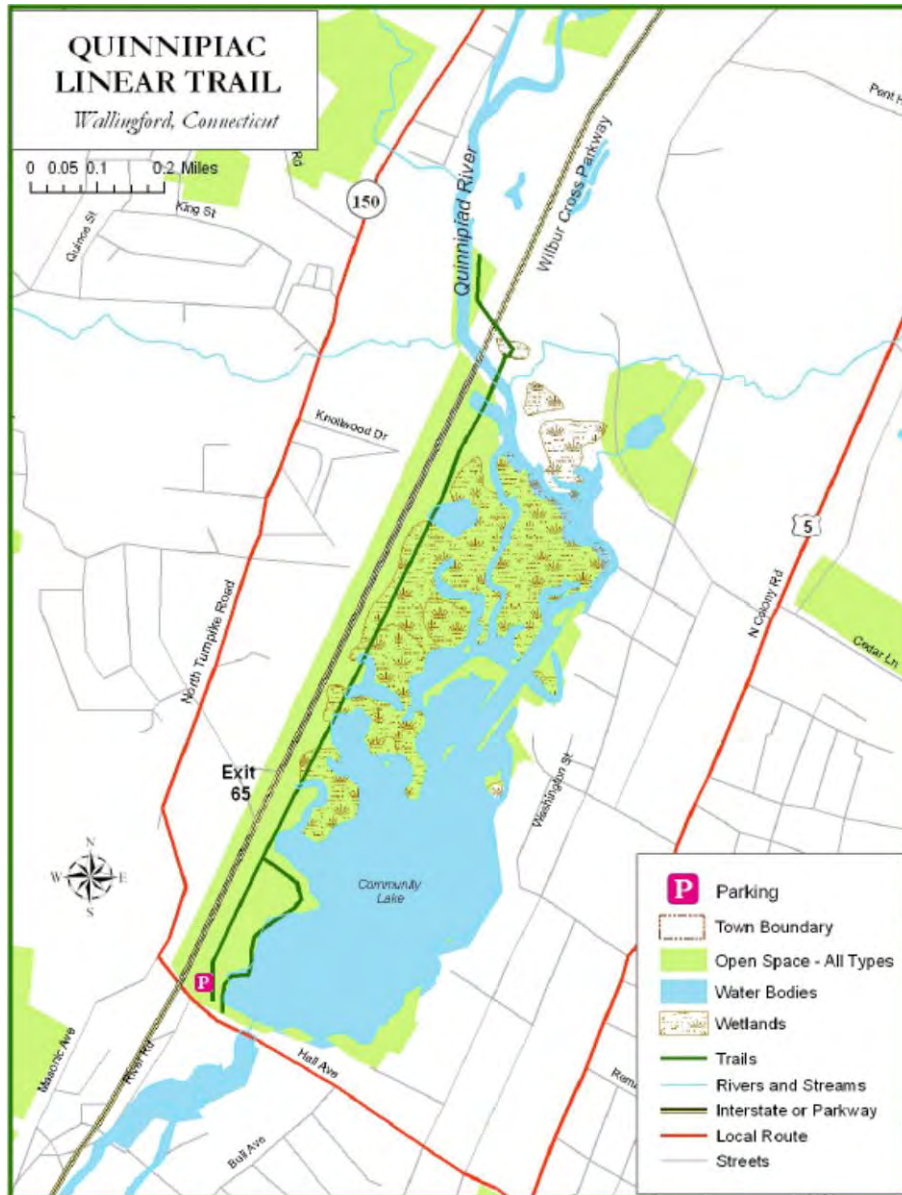 QUINNIPIAC
LINEAR TRAIL
Wallingford, Connecticut
0 0.05 0.1 0.2 Miles
Rd
150
King St
Quince St
Quinnipiad River
Wilbur Cross Parkway
Pent H
Knollwood Dr
5
N Colony Rd
Cedar Ln
North Turnpike Road
Exit
65
Washington St
Community
Lake
N
W E
S
P
Masonic Ave
River Rd
Hall Ave
Bull Ave
P Parking
Town Boundary
Open Space - All Types
Water Bodies
Wetlands
Trails
Rivers and Streams
Interstate or Parkway
Local Route
Streets